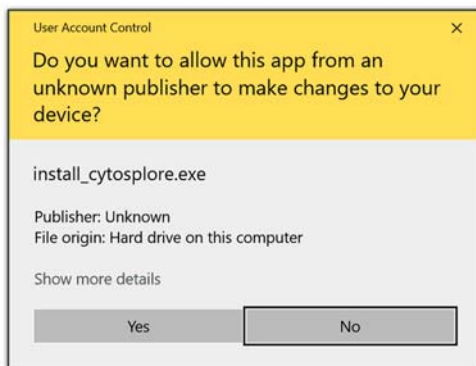 User Account Control
Do you want to allow this app from an
unknown publisher to make changes to your
device?
install_cytosplore.exe
Publisher: Unknown
File origin: Hard drive on this computer
Show more details
Yes
No